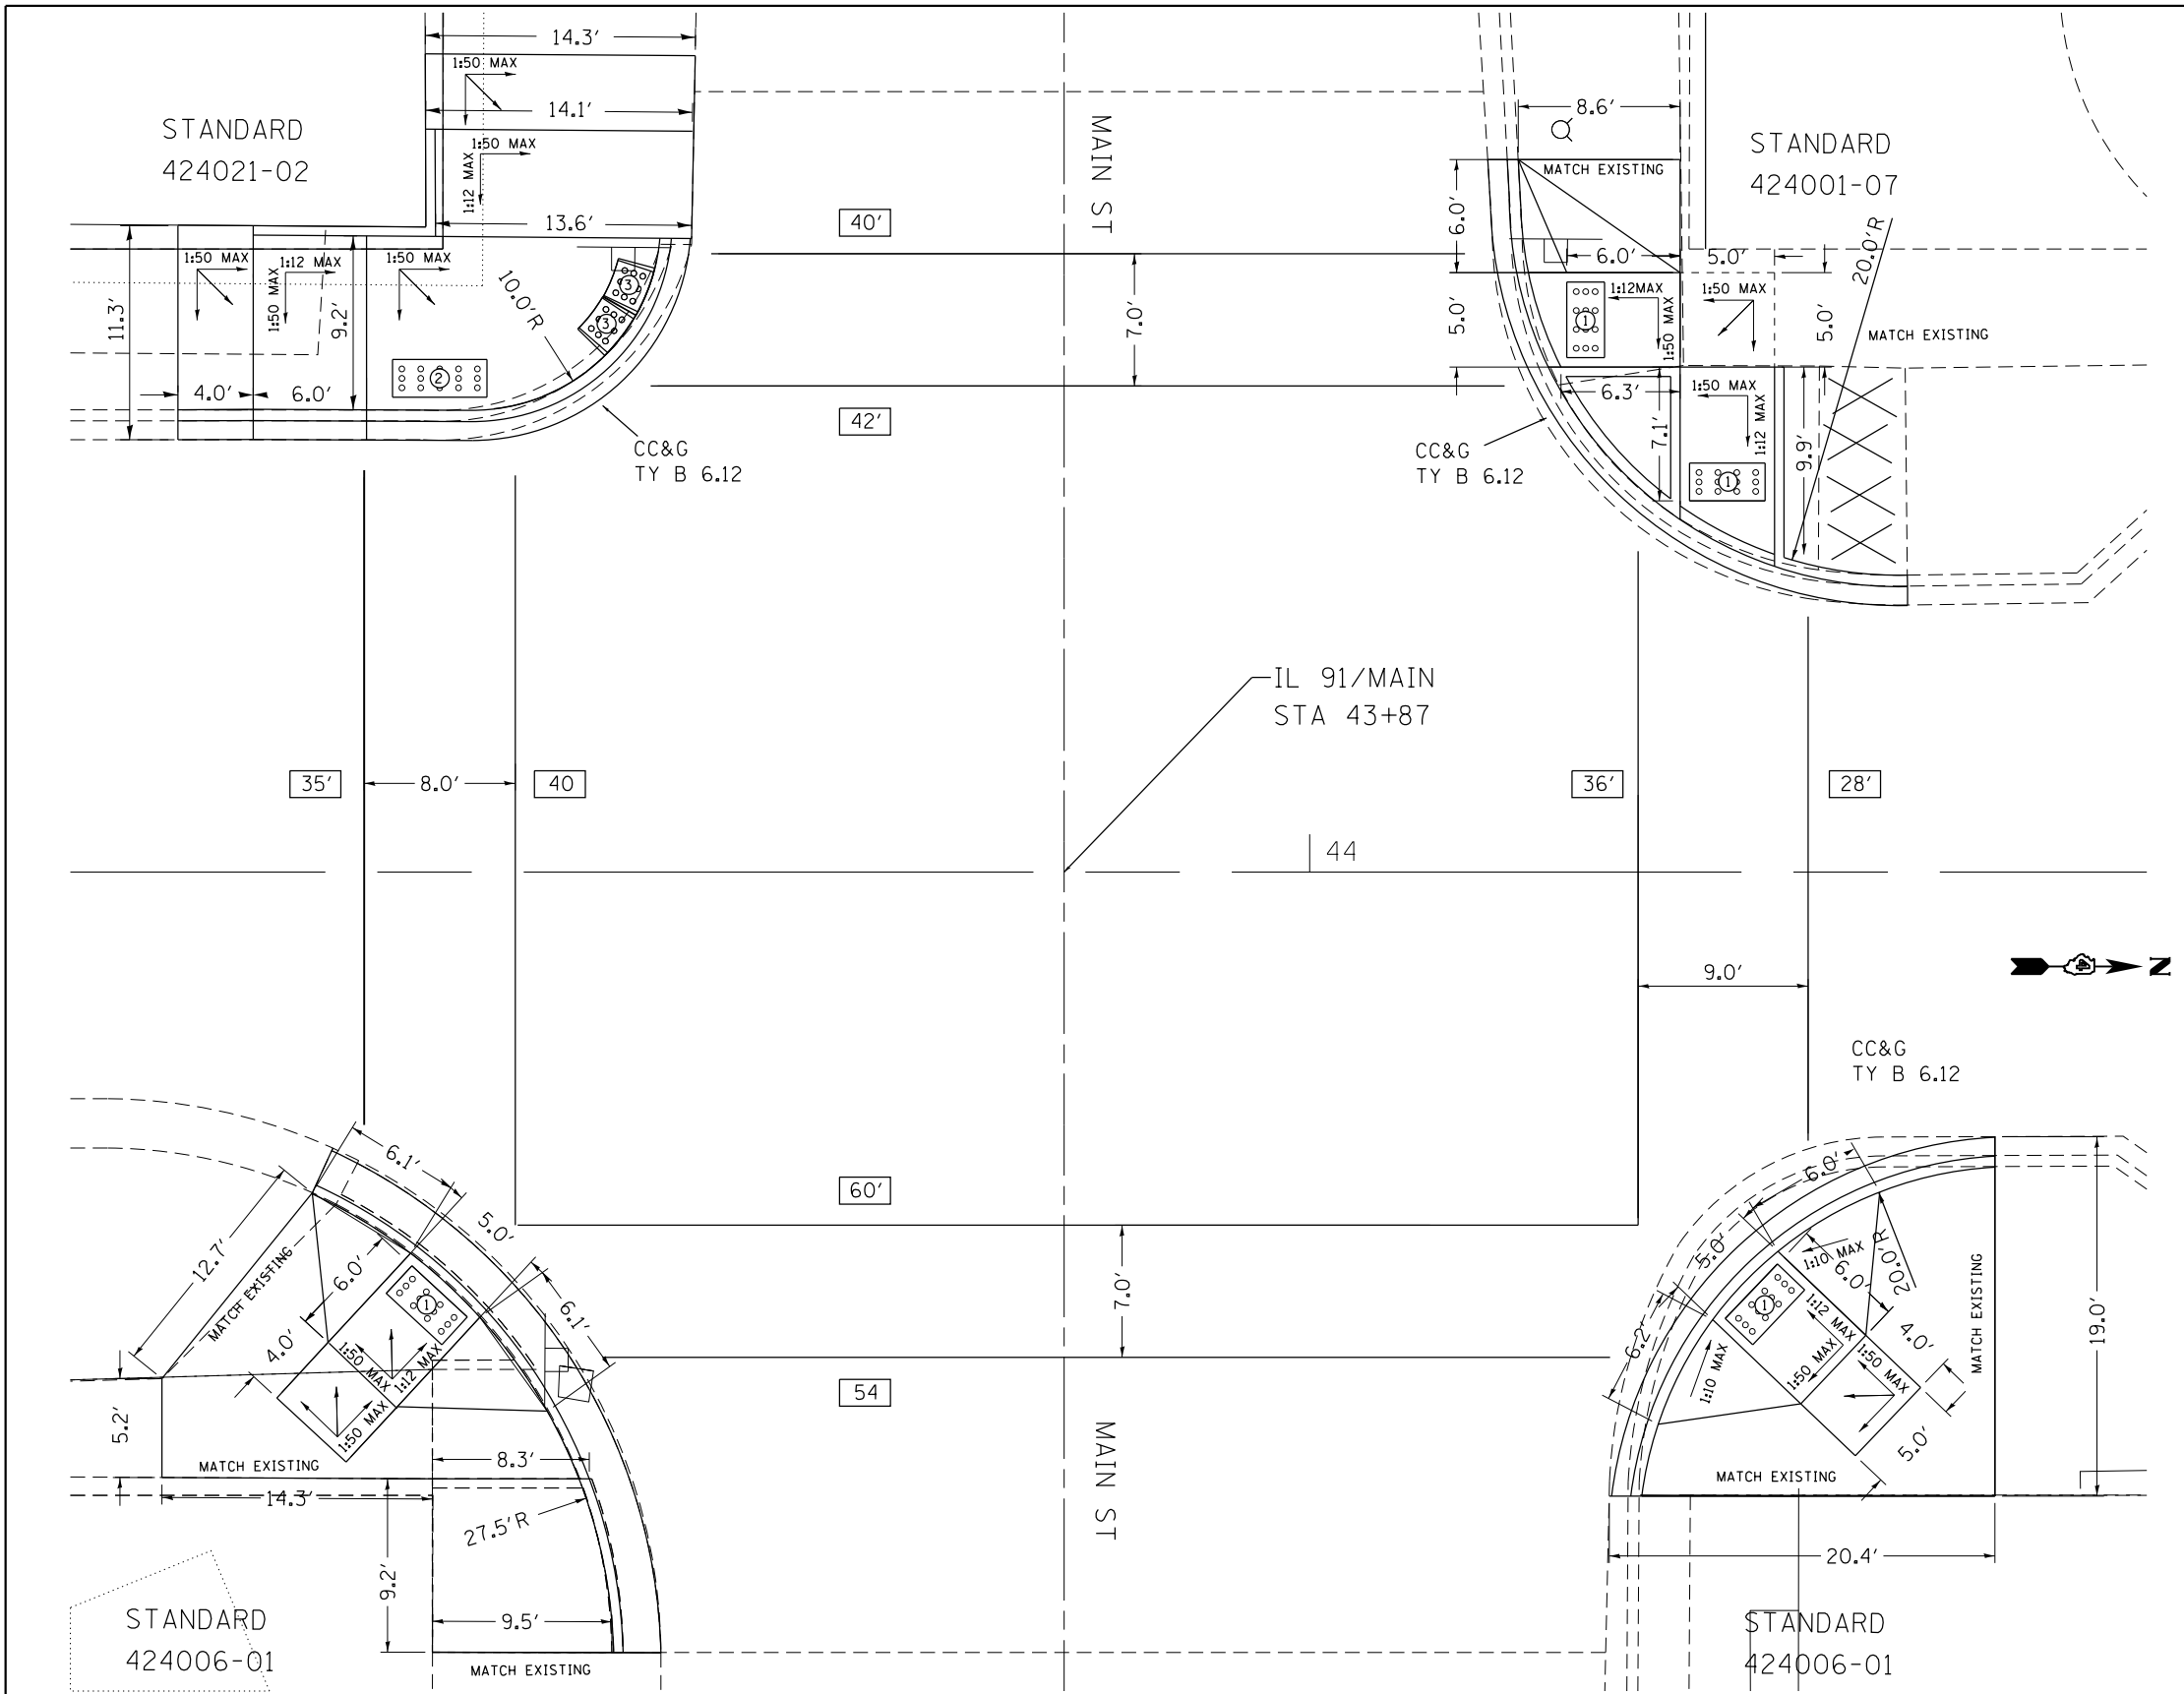 14.3'
1:50 MAX
14.1'
STANDARD
424021-02
1:50 MAX
1:12 MAX
13.6'
11.3'
1:50 MAX
1:12 MAX
1:50 MAX
1:50 MAX
9.2'
10.0'R
3
3
2
4.0'
6.0'
CC&G
TY B 6.12
MAIN ST
40'
7.0'
42'
8.6'
MATCH EXISTING
STANDARD
424001-07
6.0'
6.0'
5.0'
20.0'R
1:12MAX
1:50 MAX
1:50 MAX
5.0'
5.0'
MATCH EXISTING
1
6.3'
1:50 MAX
1:12 MAX
7.1'
9.9'
1
CC&G
TY B 6.12
IL 91/MAIN
STA 43+87
35'
8.0'
40
36'
28'
44
9.0'
N
CC&G
TY B 6.12
6.1'
5.0'
6.1'
12.7'
MATCH EXISTING
6.0'
4.0'
1
1:50 MAX
1:12 MAX
1:50 MAX
5.2'
MATCH EXISTING
14.3'
8.3'
27.5'R
9.2'
9.5'
MATCH EXISTING
STANDARD
424006-01
60'
7.0'
54
MAIN ST
6.0'
5.0'
6.2'
1:10 MAX
6.0'
20.0'R
1
1:12 MAX
4.0'
1:50 MAX
1:50 MAX
1:10 MAX
5.0'
MATCH EXISTING
MATCH EXISTING
19.0'
20.4'
STANDARD
424006-01